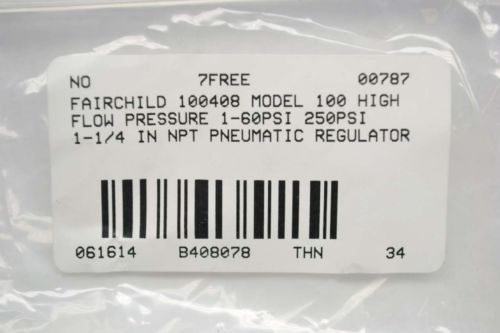 NO 7FREE 00787
FAIRCHILD 100408 MODEL 100 HIGH
FLOW PRESSURE 1-60PSI 250PSI
1-1/4 IN NPT PNEUMATIC REGULATOR
061614 B408078 THN 34